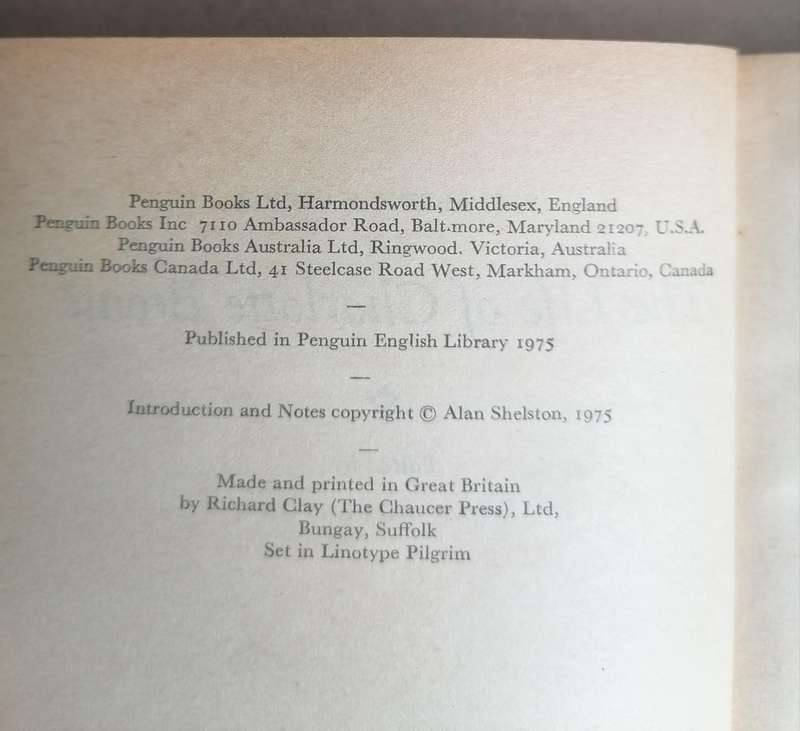 Penguin Books Ltd, Harmondsworth, Middlesex, England
Penguin Books Inc 7110 Ambassador Road, Balt.more, Maryland 21207, U.S.A.
Penguin Books Australia Ltd, Ringwood. Victoria, Australia
Penguin Books Canada Ltd, 41 Steelcase Road West, Markham, Ontario, Canada
—
Published in Penguin English Library 1975
—
Introduction and Notes copyright © Alan Shelston, 1975
—
Made and printed in Great Britain
by Richard Clay (The Chaucer Press), Ltd,
Bungay, Suffolk
Set in Linotype Pilgrim